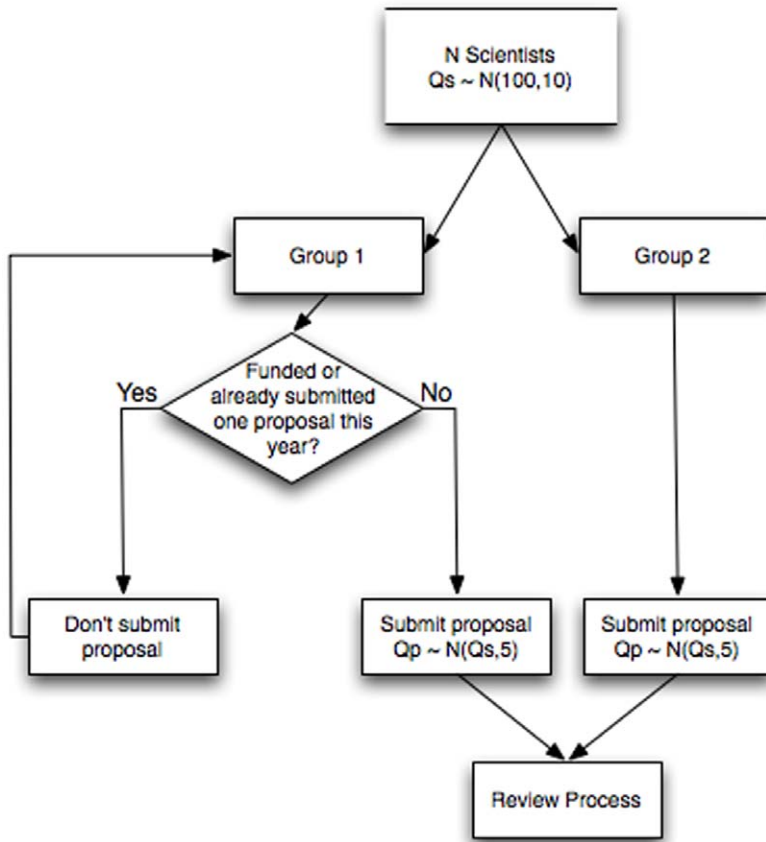 N Scientists
Qs ~ N(100,10)
Group 1
Group 2
Yes
Funded or
already submitted
one proposal this
year?
No
Don't submit
proposal
Submit proposal
Qp ~ N(Qs,5)
Submit proposal
Qp ~ N(Qs,5)
Review Process